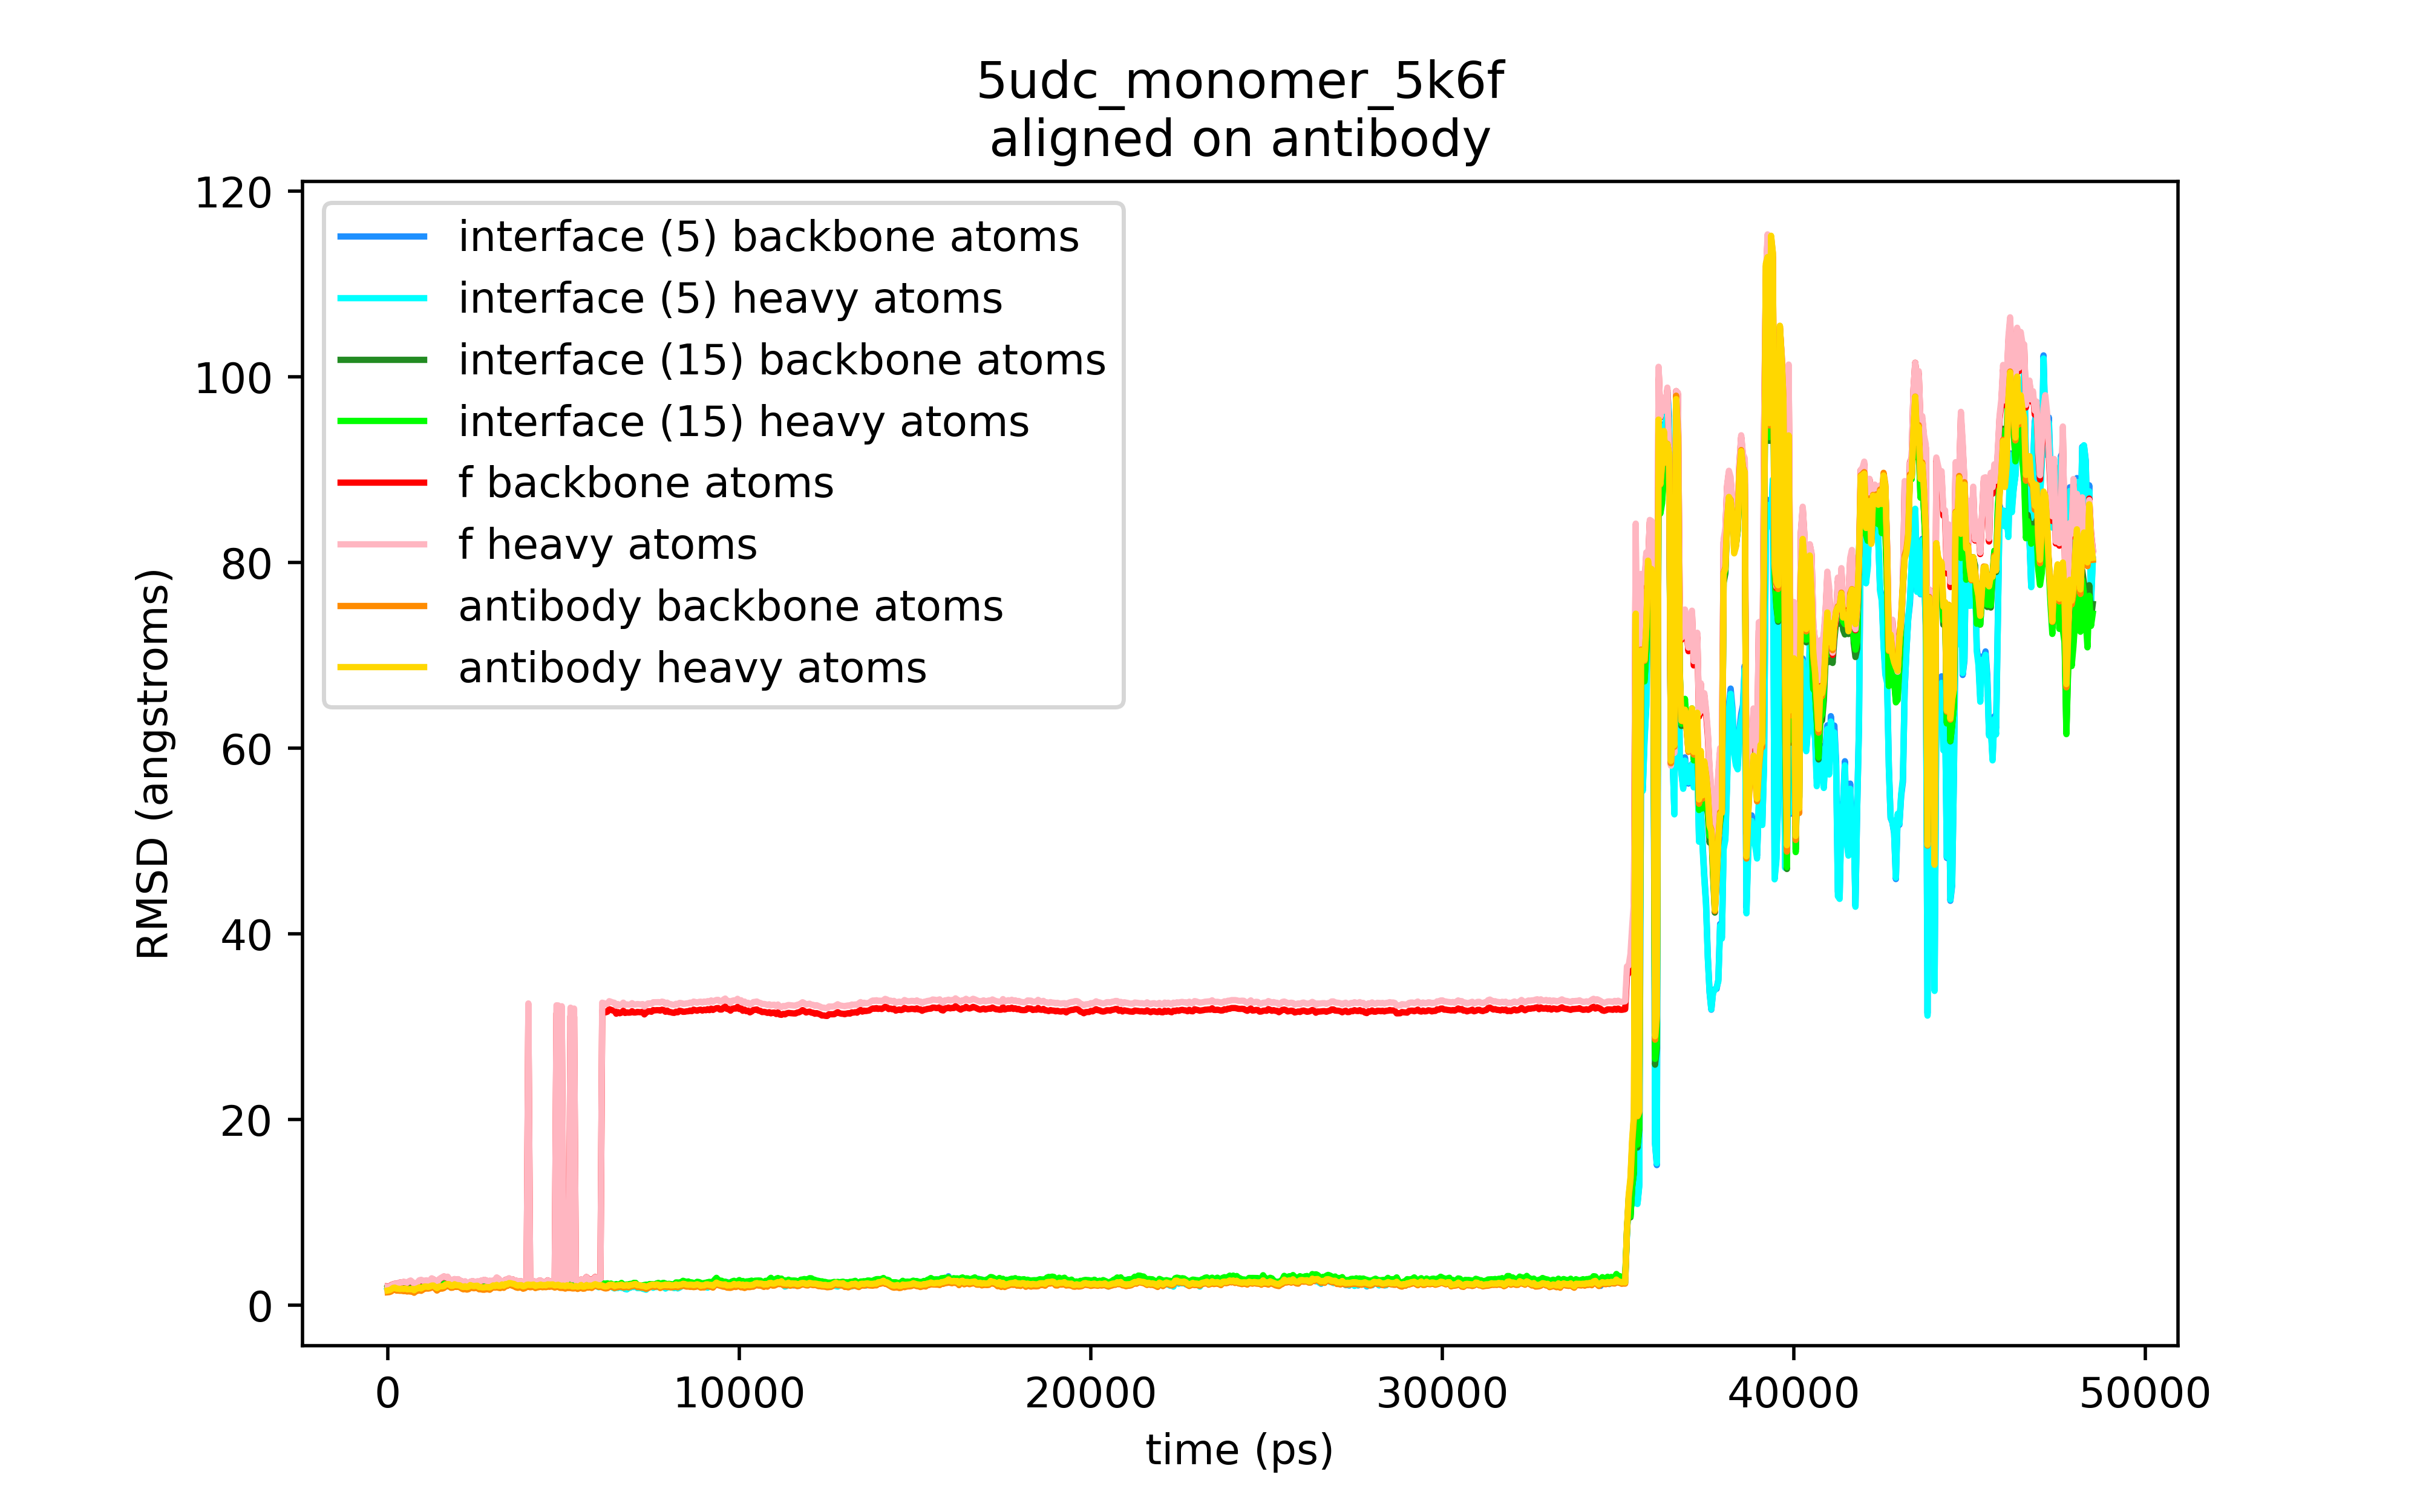 5udc_monomer_5k6f
aligned on antibody
120
100
80
60
40
20
0
RMSD (angstroms)
interface (5) backbone atoms
interface (5) heavy atoms
interface (15) backbone atoms
interface (15) heavy atoms
f backbone atoms
f heavy atoms
antibody backbone atoms
antibody heavy atoms
0 10000 20000 30000 40000 50000
time (ps)